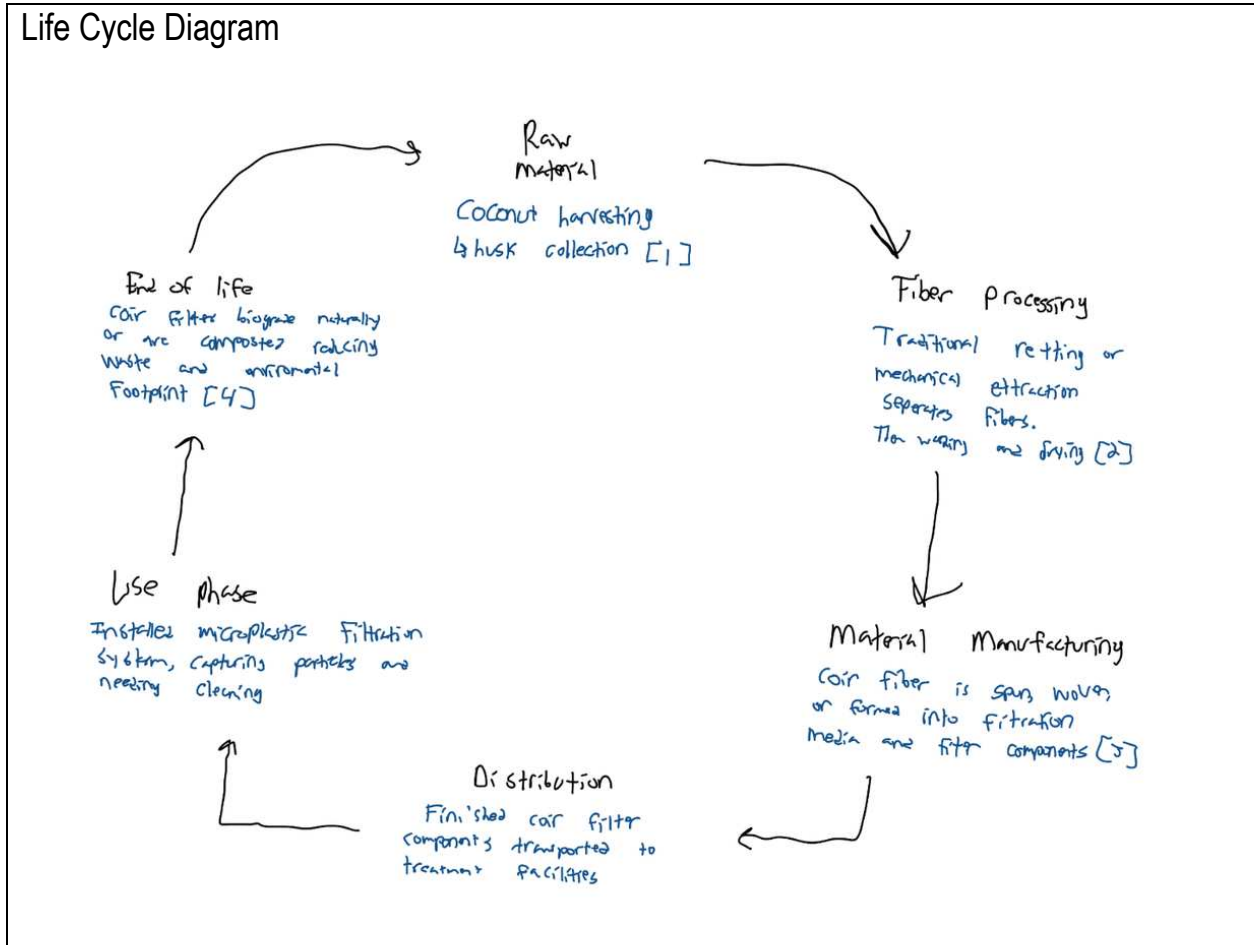 Life Cycle Diagram
Raw
material
Coconut harvesting
↳ husk collection [1]
Fiber processing
Traditional retting or
mechanical extraction
separates fibers.
Then washing and drying [2]
Material Manufacturing
Coir fiber is spun, woven,
or formed into filtration
media and filter components [3]
Distribution
Finished coir filter
components transported to
treatment facilities
Use phase
Installed microplastic filtration
system, capturing particles and
needing cleaning
End of life
Coir filter naturally
or are composted reducing
waste and
footprint [4]